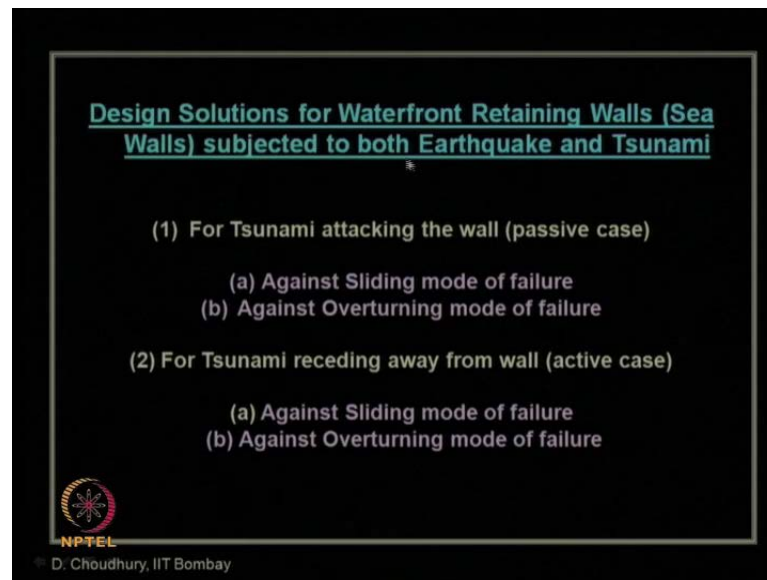 Design Solutions for Waterfront Retaining Walls (Sea
Walls) subjected to both Earthquake and Tsunami
(1) For Tsunami attacking the wall (passive case)
(a) Against Sliding mode of failure
(b) Against Overturning mode of failure
(2) For Tsunami receding away from wall (active case)
(a) Against Sliding mode of failure
(b) Against Overturning mode of failure
NPTEL
D. Choudhury, IIT Bombay